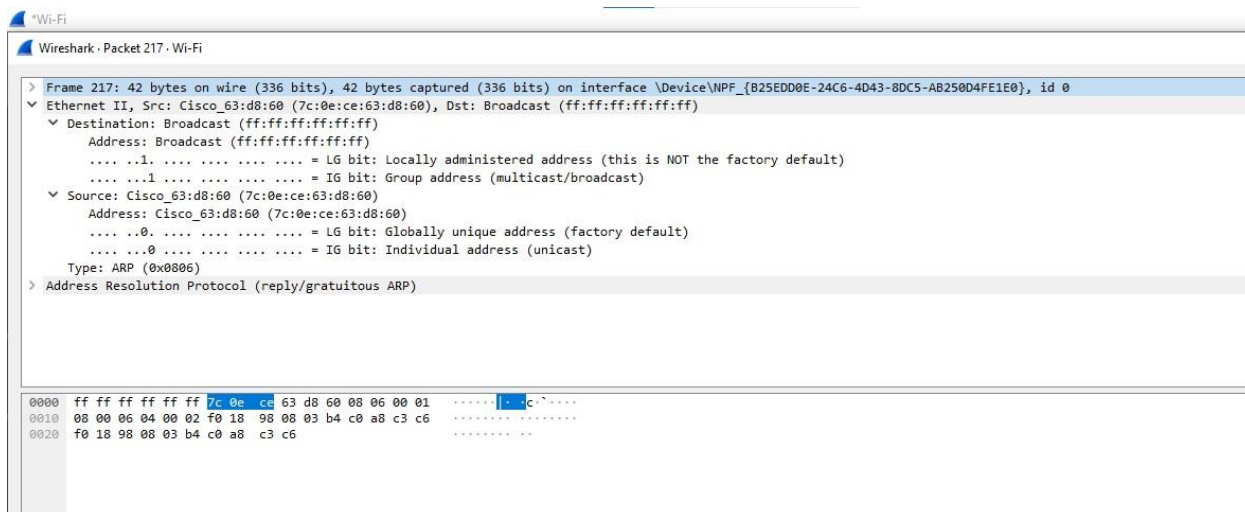 *Wi-Fi
Wireshark · Packet 217 · Wi-Fi
> Frame 217: 42 bytes on wire (336 bits), 42 bytes captured (336 bits) on interface \Device\NPF_{B25EDD0E-24C6-4D43-8DC5-AB250D4FE1E0}, id 0
Ethernet II, Src: Cisco_63:d8:60 (7c:0e:ce:63:d8:60), Dst: Broadcast (ff:ff:ff:ff:ff:ff)
Destination: Broadcast (ff:ff:ff:ff:ff:ff)
Address: Broadcast (ff:ff:ff:ff:ff:ff)
.... ..1. .... .... .... .... = LG bit: Locally administered address (this is NOT the factory default)
.... ...1 .... .... .... .... = IG bit: Group address (multicast/broadcast)
Source: Cisco_63:d8:60 (7c:0e:ce:63:d8:60)
Address: Cisco_63:d8:60 (7c:0e:ce:63:d8:60)
.... ..0. .... .... .... .... = LG bit: Globally unique address (factory default)
.... ...0 .... .... .... .... = IG bit: Individual address (unicast)
Type: ARP (0x0806)
> Address Resolution Protocol (reply/gratuitous ARP)
0000 ff ff ff ff ff ff 7c 0e ce 63 d8 60 08 06 00 01 ······|· ·c·`····
0010 08 00 06 04 00 02 f0 18 98 08 03 b4 c0 a8 c3 c6 ········ ········
0020 f0 18 98 08 03 b4 c0 a8 c3 c6 ········ ··